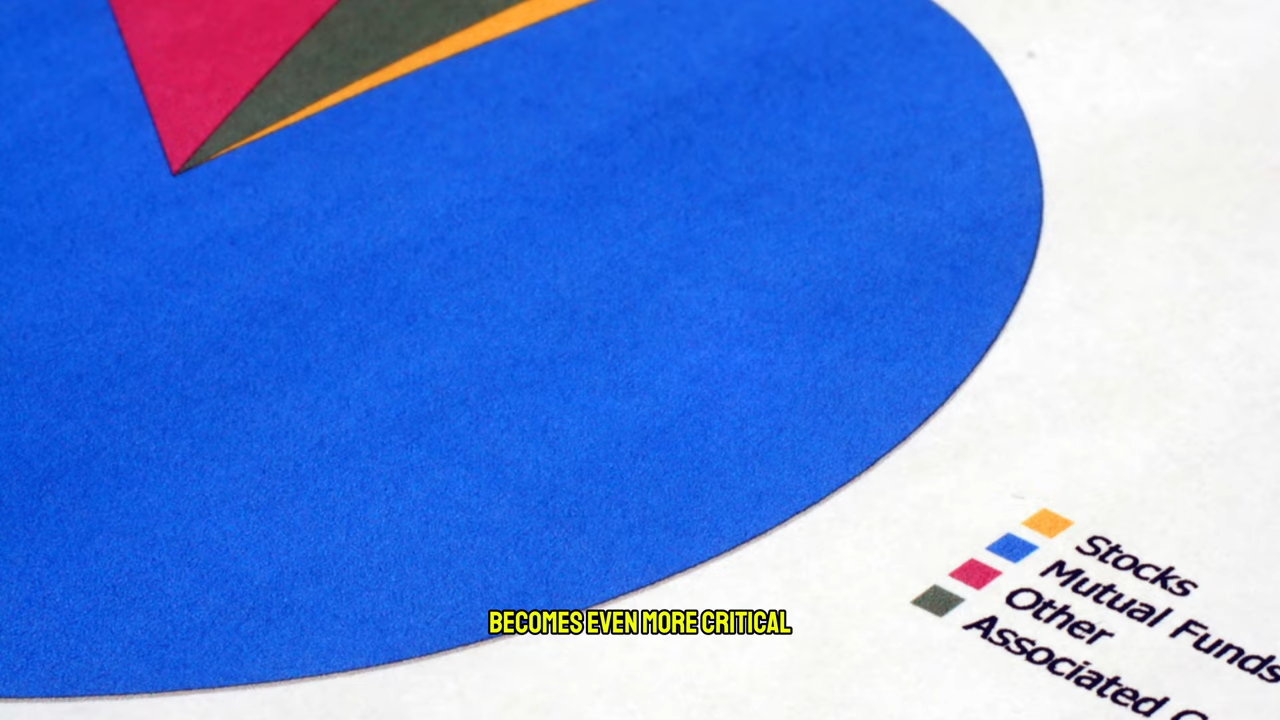 Stocks
Mutual Funds
Other
Associated
BECOMES EVEN MORE CRITICAL